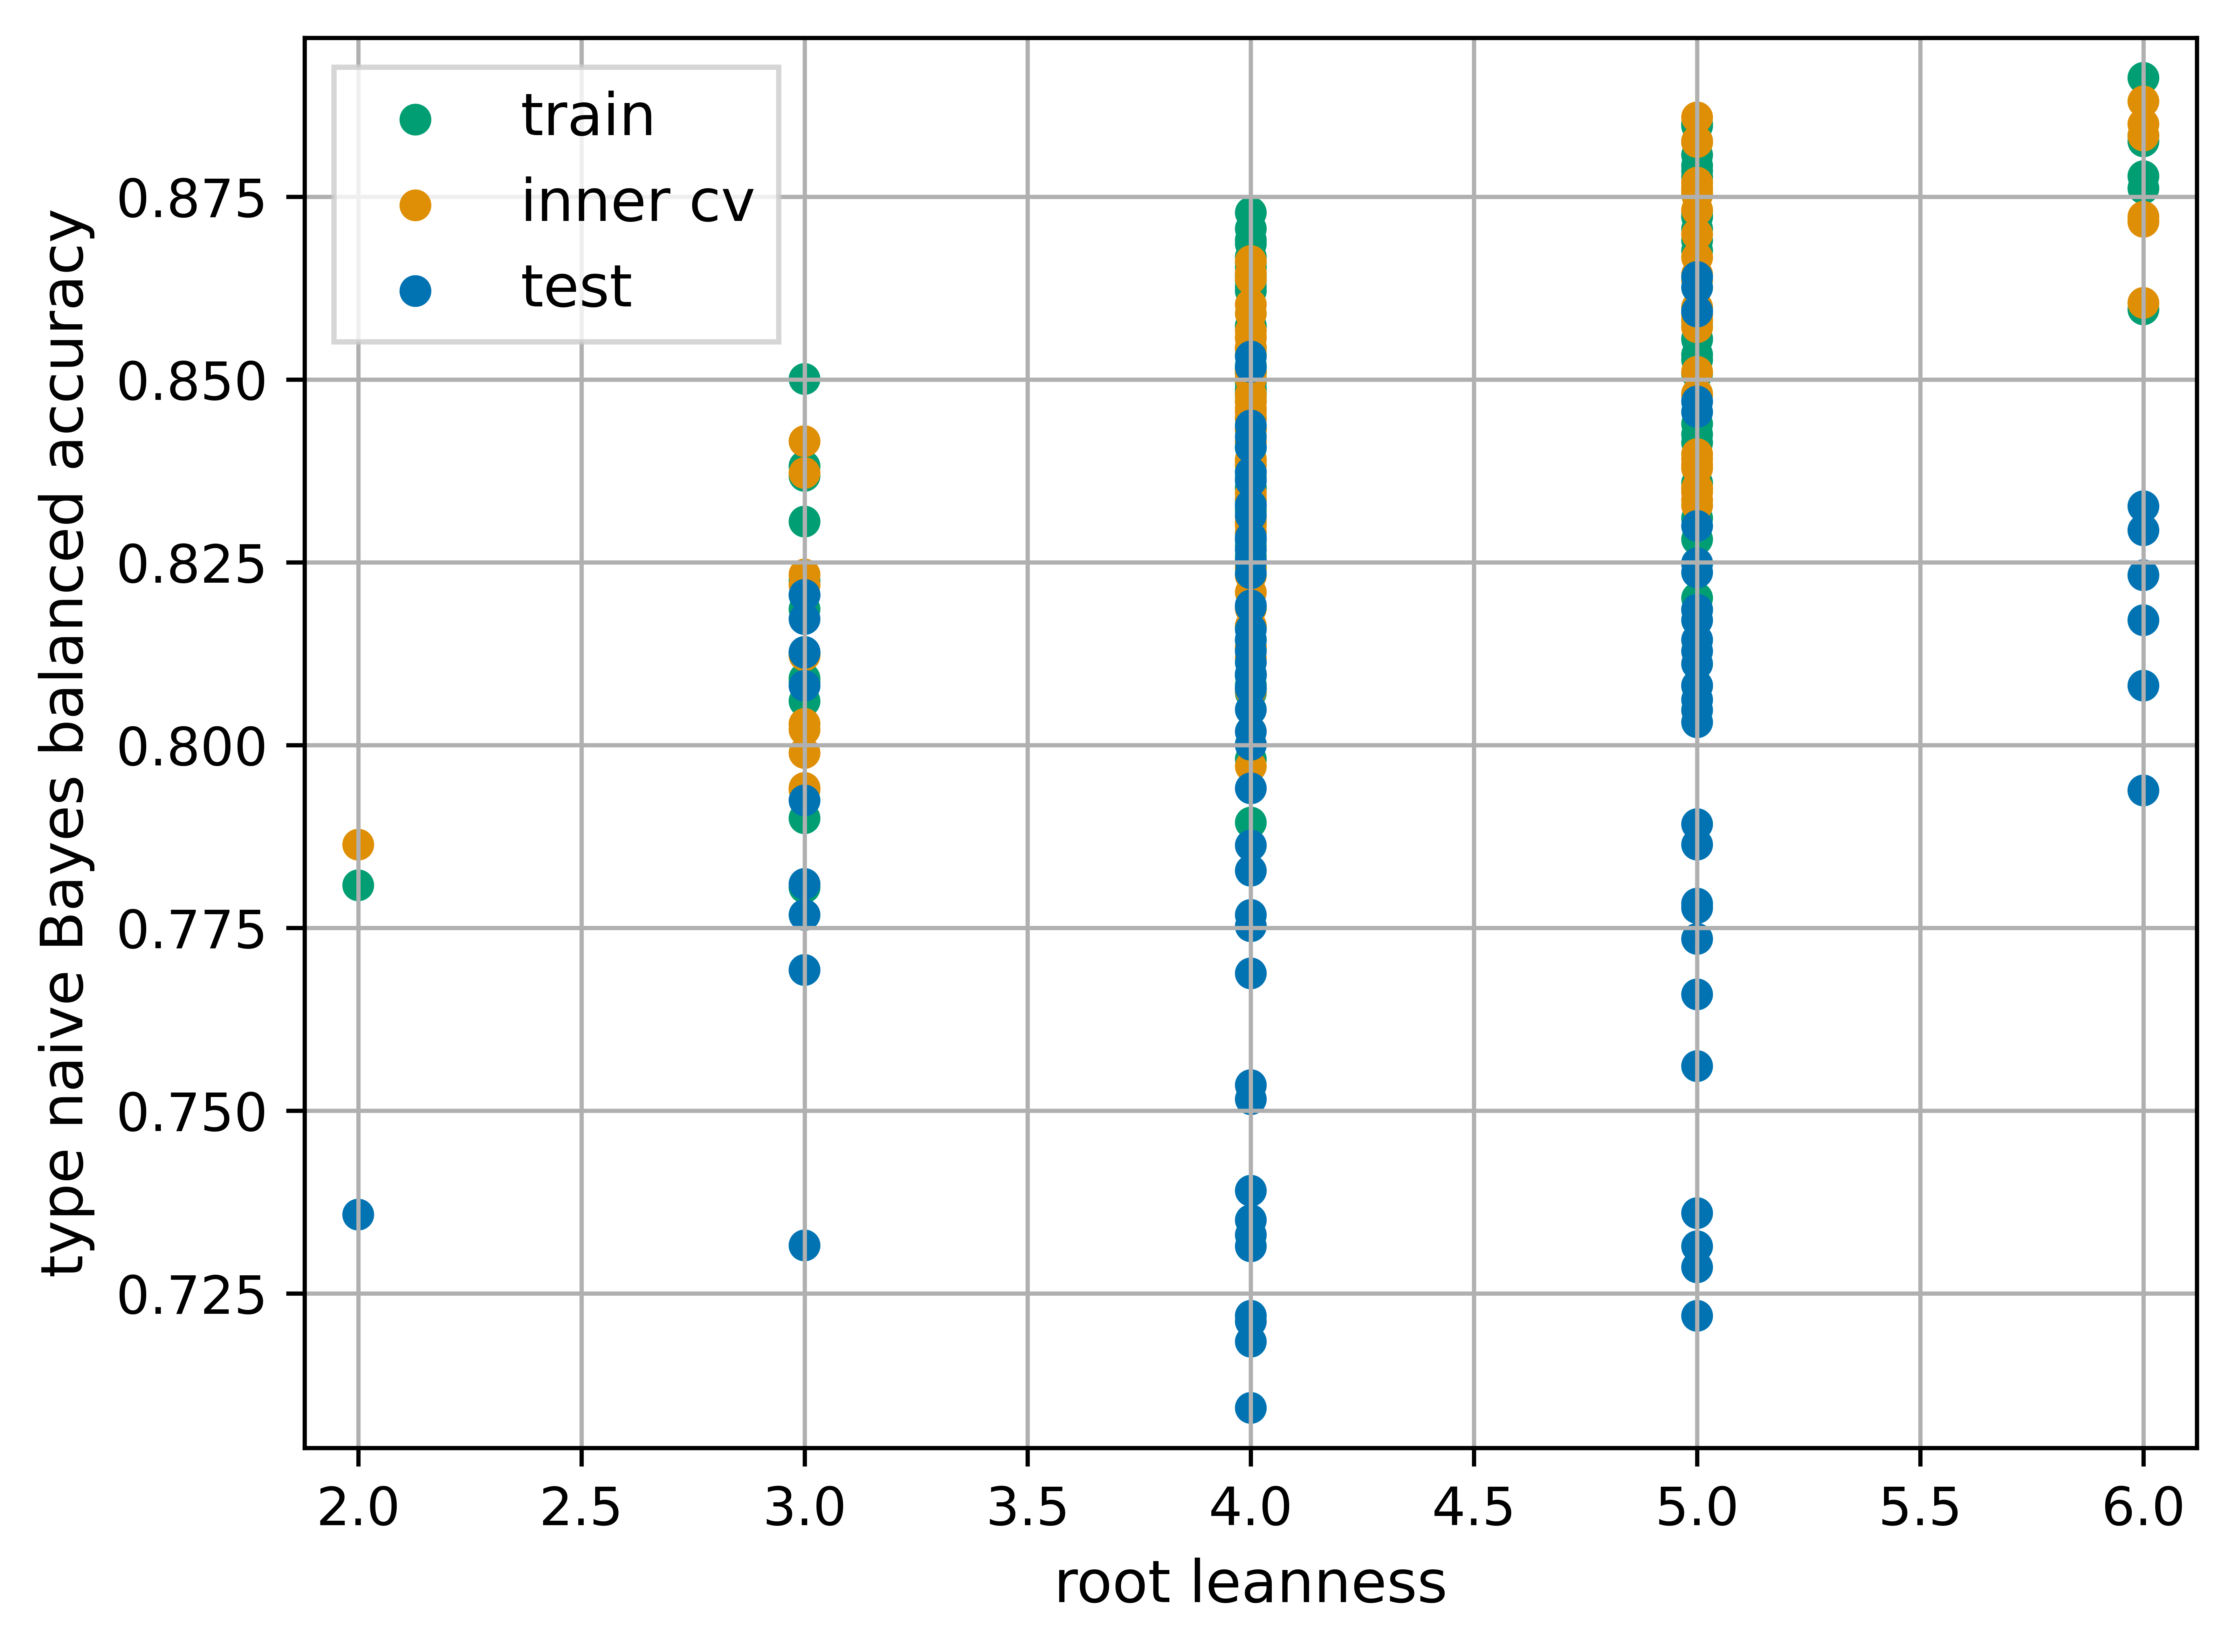 train
inner cv
test
type naive Bayes balanced accuracy
0.875
0.850
0.825
0.800
0.775
0.750
0.725
2.0 2.5 3.0 3.5 4.0 4.5 5.0 5.5 6.0
root leanness